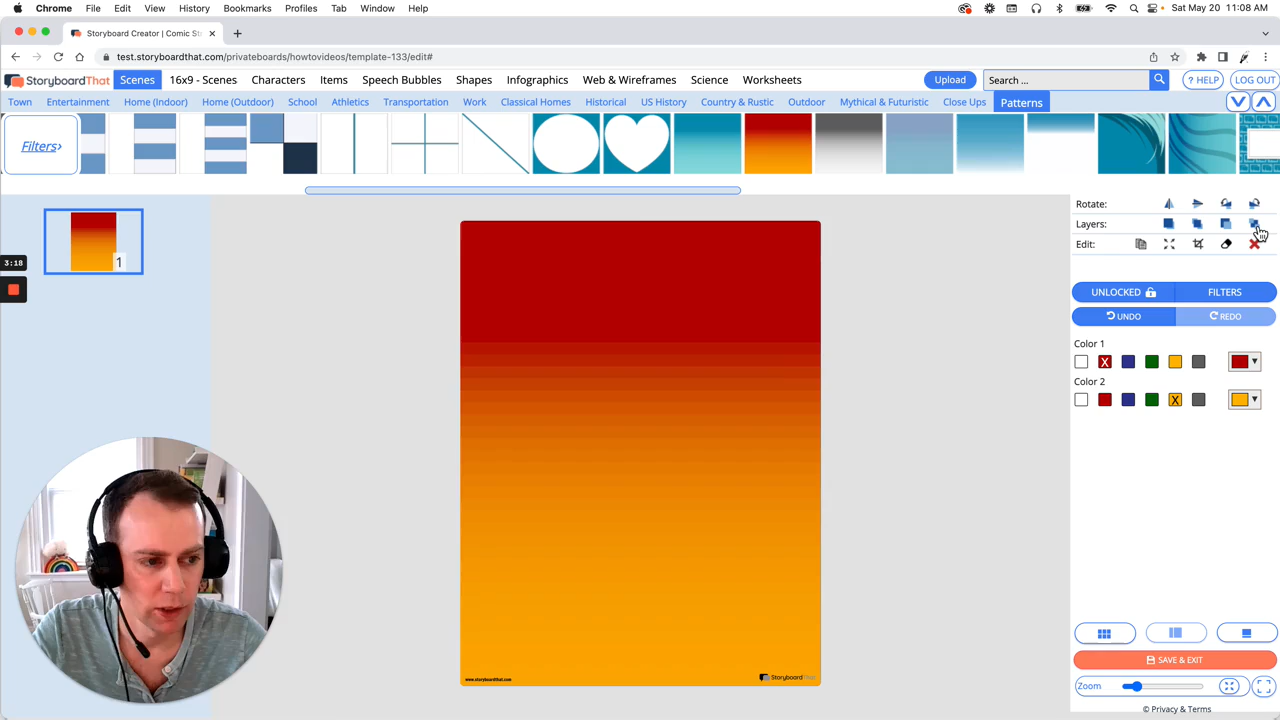 Chrome File Edit View History Bookmarks Profiles Tab Window Help Sat May 20 11:08 AM
Storyboard Creator | Comic St
test.storyboardthat.com/privateboards/howtovideos/template-133/edit#
StoryboardThat Scenes 16x9 - Scenes Characters Items Speech Bubbles Shapes Infographics Web & Wireframes Science Worksheets Upload Search ... HELP LOG OUT
Town Entertainment Home (Indoor) Home (Outdoor) School Athletics Transportation Work Classical Homes Historical US History Country & Rustic Outdoor Mythical & Futuristic Close Ups Patterns
Filters›
Rotate:
Layers:
Edit:
1
3:18
UNLOCKED FILTERS
UNDO REDO
Color 1
X
Color 2
X
SAVE & EXIT
www.storyboardthat.com StoryboardThat
Zoom
© Privacy & Terms